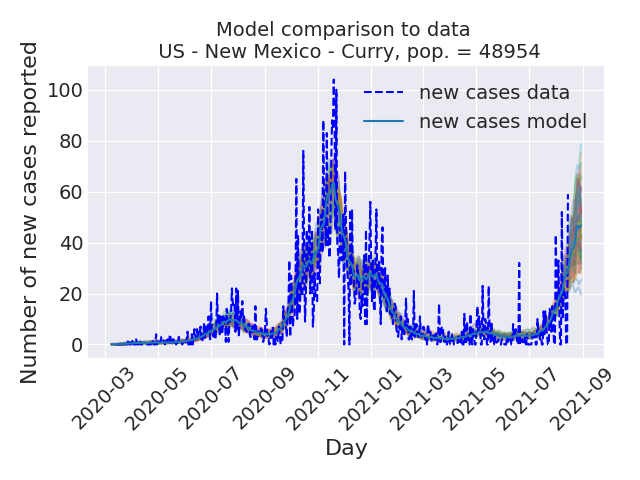 Model comparison to data
US - New Mexico - Curry, pop. = 48954
new cases data
new cases model
Number of new cases reported
100
80
60
40
20
0
2020-03
2020-05
2020-07
2020-09
2020-11
2021-01
2021-03
2021-05
2021-07
2021-09
Day